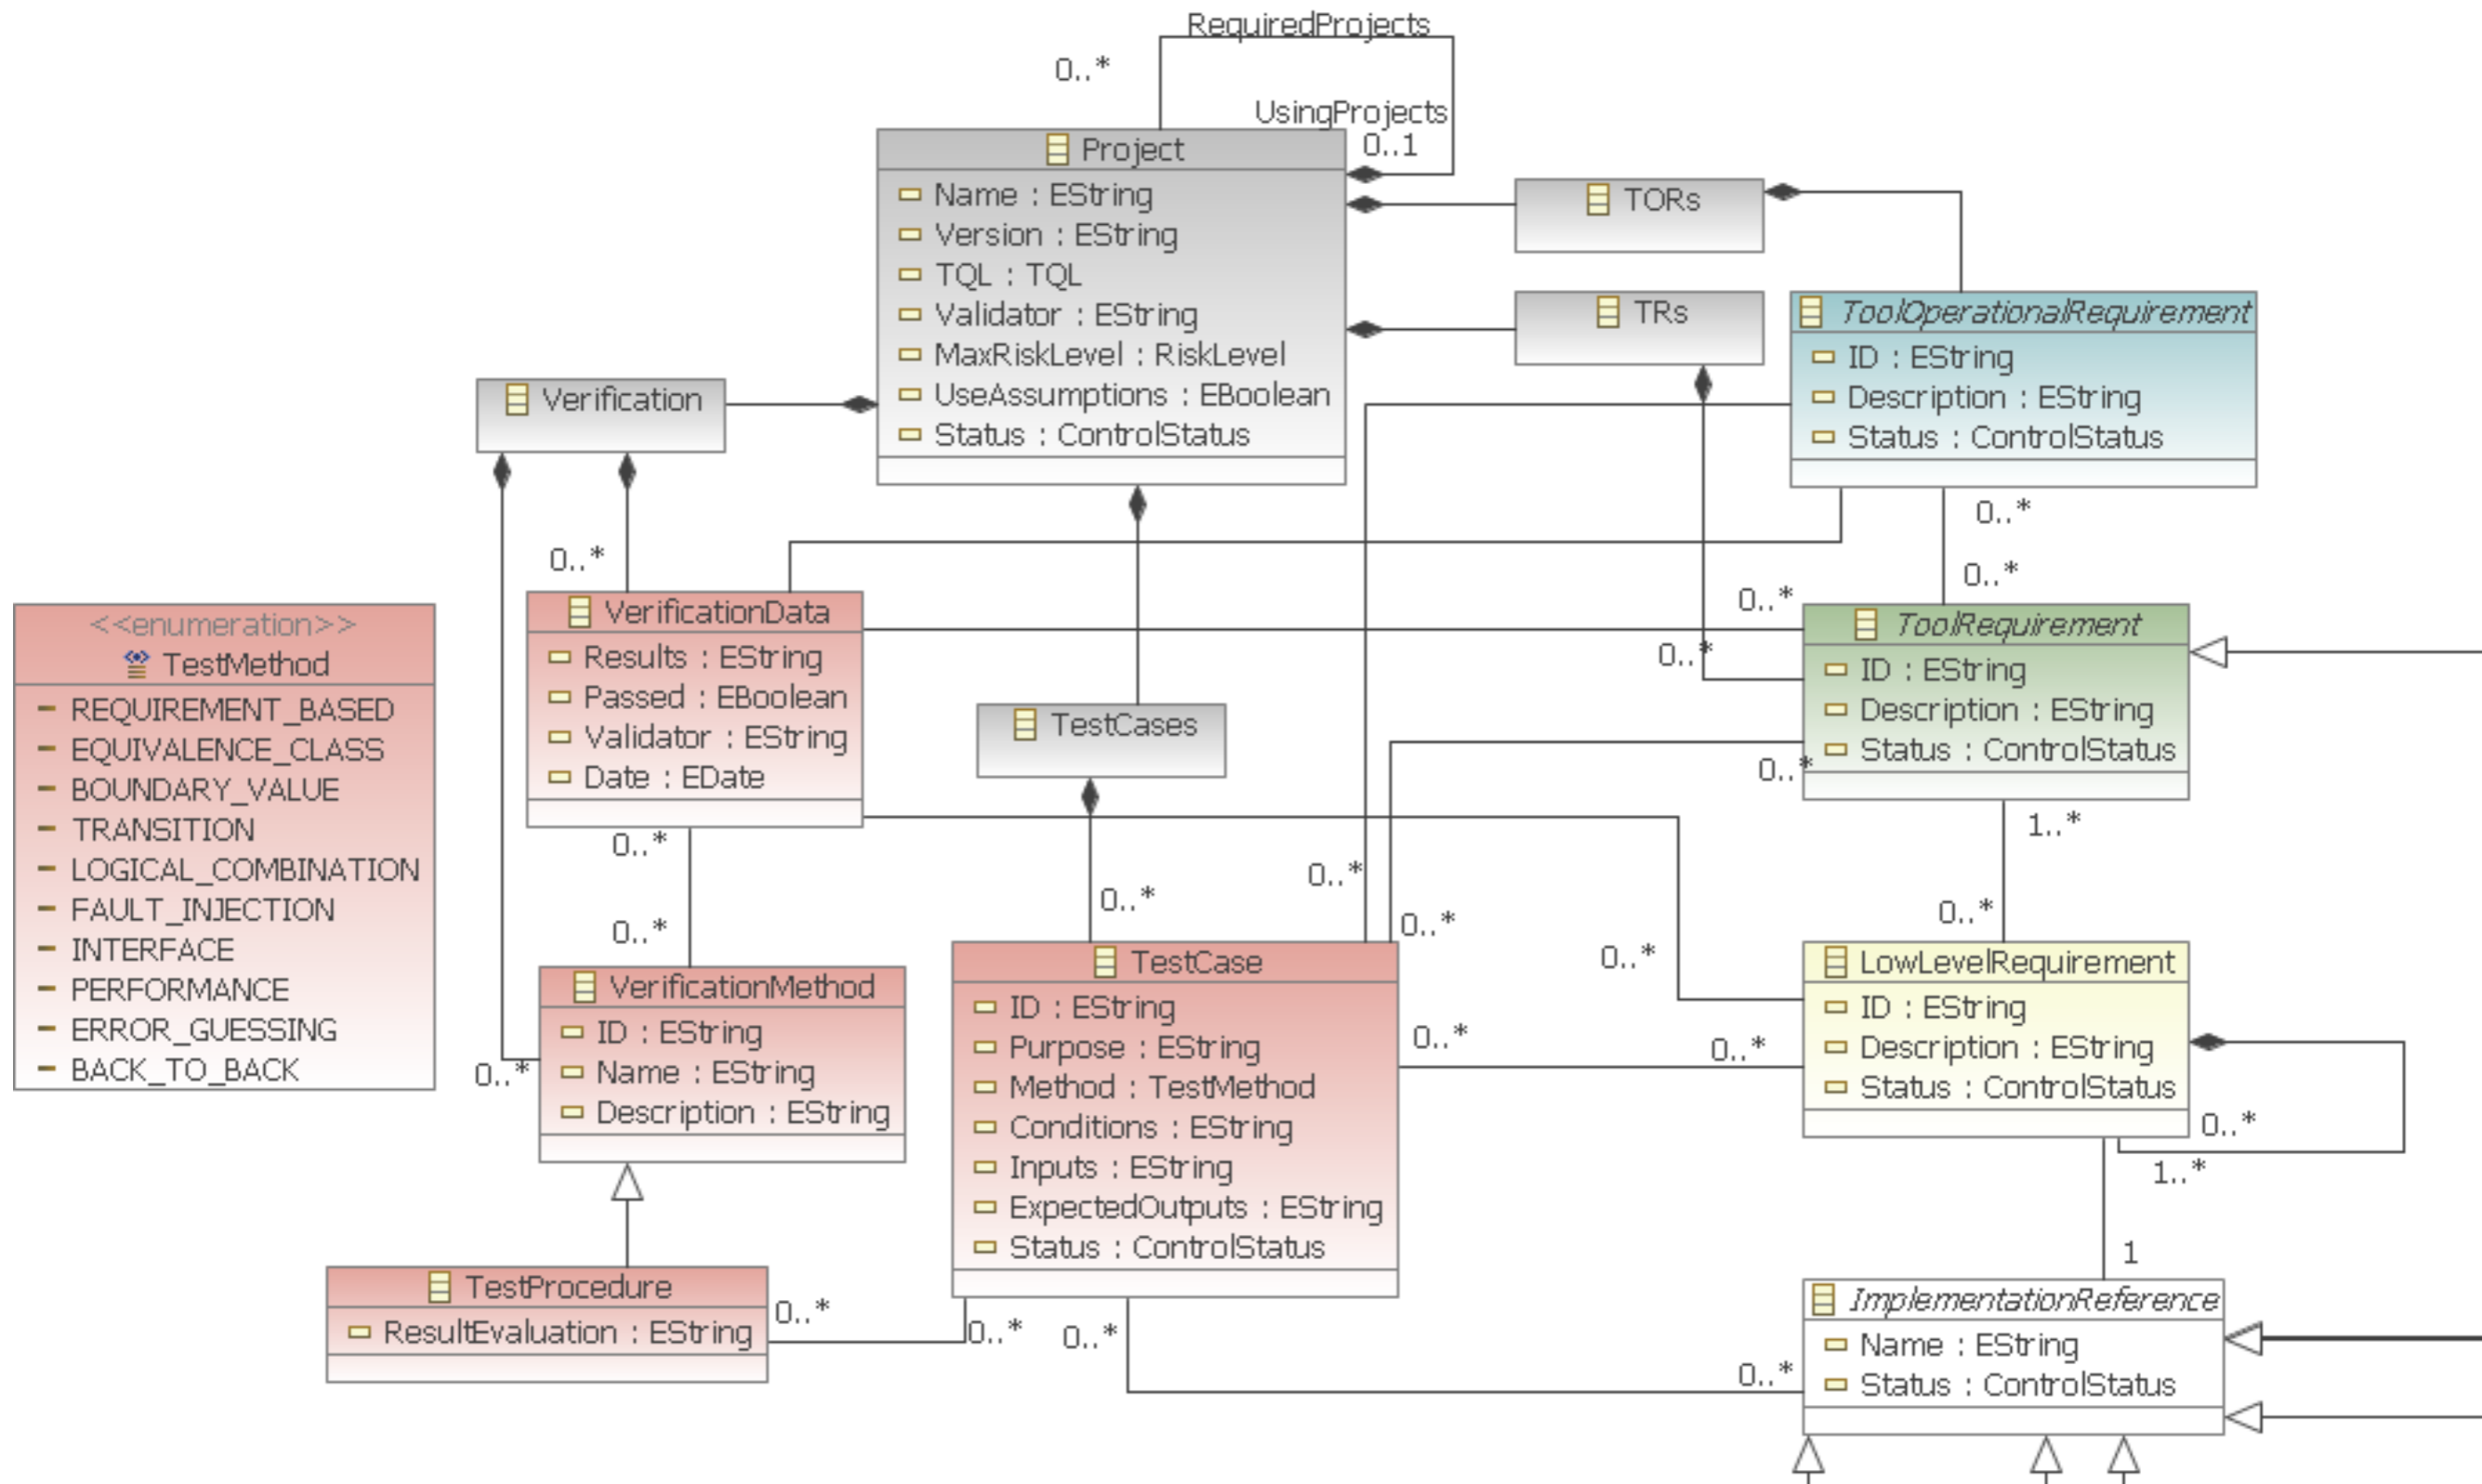 RequiredProjects
0..*
UsingProjects
0..1
Project
Name : EString
Version : EString
TQL : TQL
Validator : EString
MaxRiskLevel : RiskLevel
UseAssumptions : EBoolean
Status : ControlStatus
TORs
TRs
ToolOperationalRequirement
ID : EString
Description : EString
Status : ControlStatus
Verification
0..*
0..*
0..*
0..*
0..*
<<enumeration>>
TestMethod
REQUIREMENT_BASED
EQUIVALENCE_CLASS
BOUNDARY_VALUE
TRANSITION
LOGICAL_COMBINATION
FAULT_INJECTION
INTERFACE
PERFORMANCE
ERROR_GUESSING
BACK_TO_BACK
VerificationData
Results : EString
Passed : EBoolean
Validator : EString
Date : EDate
TestCases
ToolRequirement
ID : EString
Description : EString
Status : ControlStatus
0..*
0..*
1..*
0..*
0..*
0..*
0..*
0..*
0..*
0..*
VerificationMethod
ID : EString
Name : EString
Description : EString
0..*
TestCase
ID : EString
Purpose : EString
Method : TestMethod
Conditions : EString
Inputs : EString
ExpectedOutputs : EString
Status : ControlStatus
0..*
0..*
LowLevelRequirement
ID : EString
Description : EString
Status : ControlStatus
0..*
1..*
1
TestProcedure
ResultEvaluation : EString
0..*
0..*
0..*
0..*
ImplementationReference
Name : EString
Status : ControlStatus